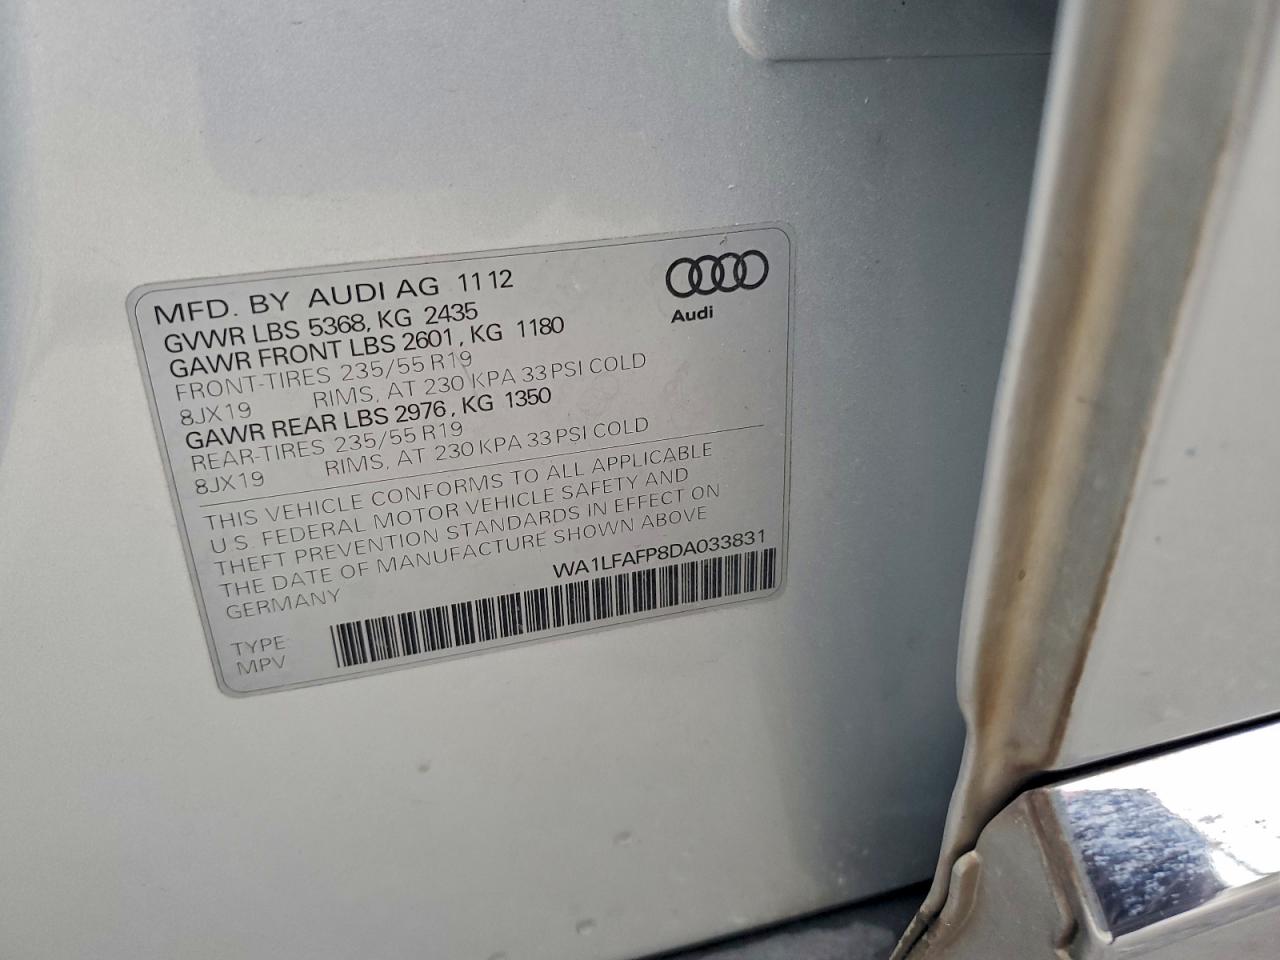 MFD. BY AUDI AG 11 12
GVWR LBS 5368, KG 2435
GAWR FRONT LBS 2601, KG 1180
FRONT-TIRES 235/55 R19
8JX19 RIMS, AT 230 KPA 33 PSI COLD
GAWR REAR LBS 2976, KG 1350
REAR-TIRES 235/55 R19
8JX19 RIMS, AT 230 KPA 33 PSI COLD
Audi
THIS VEHICLE CONFORMS TO ALL APPLICABLE
U.S. FEDERAL MOTOR VEHICLE SAFETY AND
THEFT PREVENTION STANDARDS IN EFFECT ON
THE DATE OF MANUFACTURE SHOWN ABOVE
GERMANY
WA1LFAFP8DA033831
TYPE
MPV